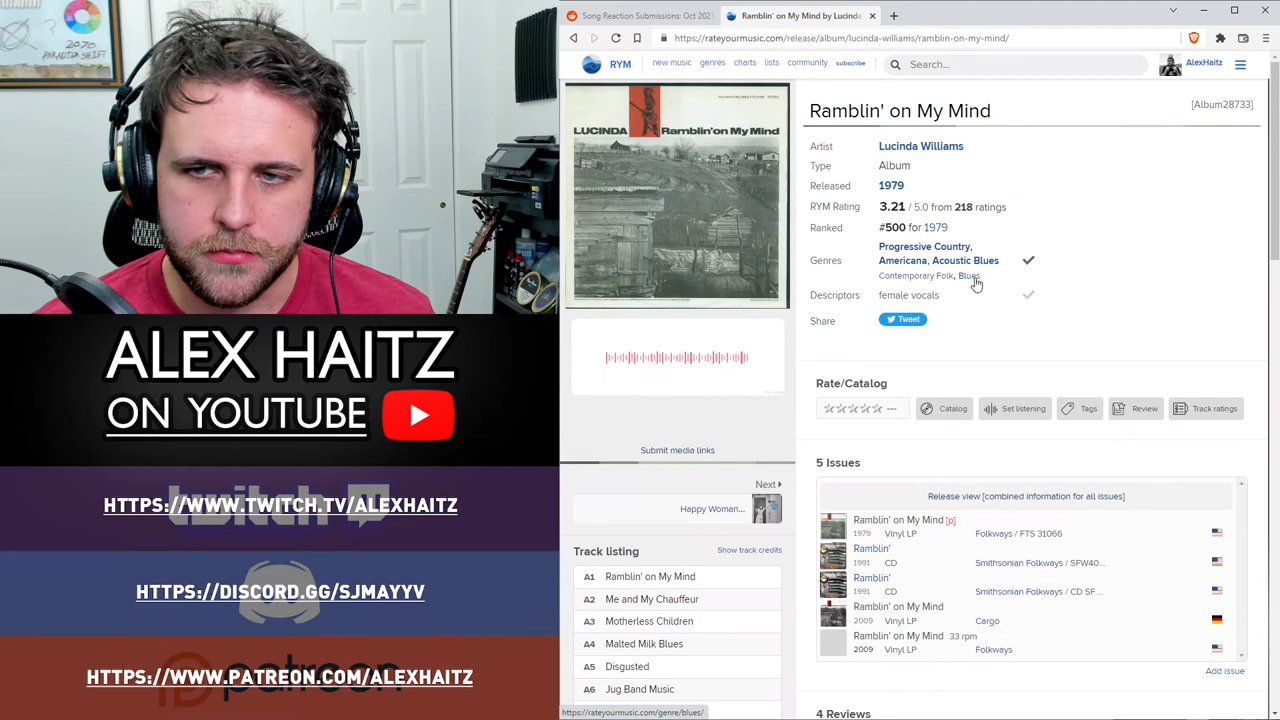 2020
PARADIGM SHIFT
ALEX HAITZ
ON YOUTUBE
HTTPS://WWW.TWITCH.TV/ALEXHAITZ
HTTPS://DISCORD.GG/SJMAYYV
HTTPS://WWW.PATREON.COM/ALEXHAITZ
Song Reaction Submissions: Oct 2021
Ramblin' on My Mind by Lucinda
https://rateyourmusic.com/release/album/lucinda-williams/ramblin-on-my-mind/
RYM
new music genres charts lists community subscribe
Search...
AlexHaitz
LUCINDA Ramblin' on My Mind
Ramblin' on My Mind
[Album28733]
Artist Lucinda Williams
Type Album
Released 1979
RYM Rating 3.21 / 5.0 from 218 ratings
Ranked #500 for 1979
Genres Progressive Country,
Americana, Acoustic Blues
Contemporary Folk, Blues
Descriptors female vocals
Share Tweet
Rate/Catalog
--- Catalog Set listening Tags Review Track ratings
Submit media links
Next
Happy Woman...
Track listing Show track credits
A1 Ramblin' on My Mind
A2 Me and My Chauffeur
A3 Motherless Children
A4 Malted Milk Blues
A5 Disgusted
A6 Jug Band Music
5 Issues
Release view [combined information for all issues]
Ramblin' on My Mind [p]
1979 Vinyl LP Folkways / FTS 31066
Ramblin'
1991 CD Smithsonian Folkways / SFW40...
Ramblin'
1991 CD Smithsonian Folkways / CD SF ...
Ramblin' on My Mind
2009 Vinyl LP Cargo
Ramblin' on My Mind 33 rpm
2009 Vinyl LP Folkways
Add issue
4 Reviews
https://rateyourmusic.com/genre/blues/